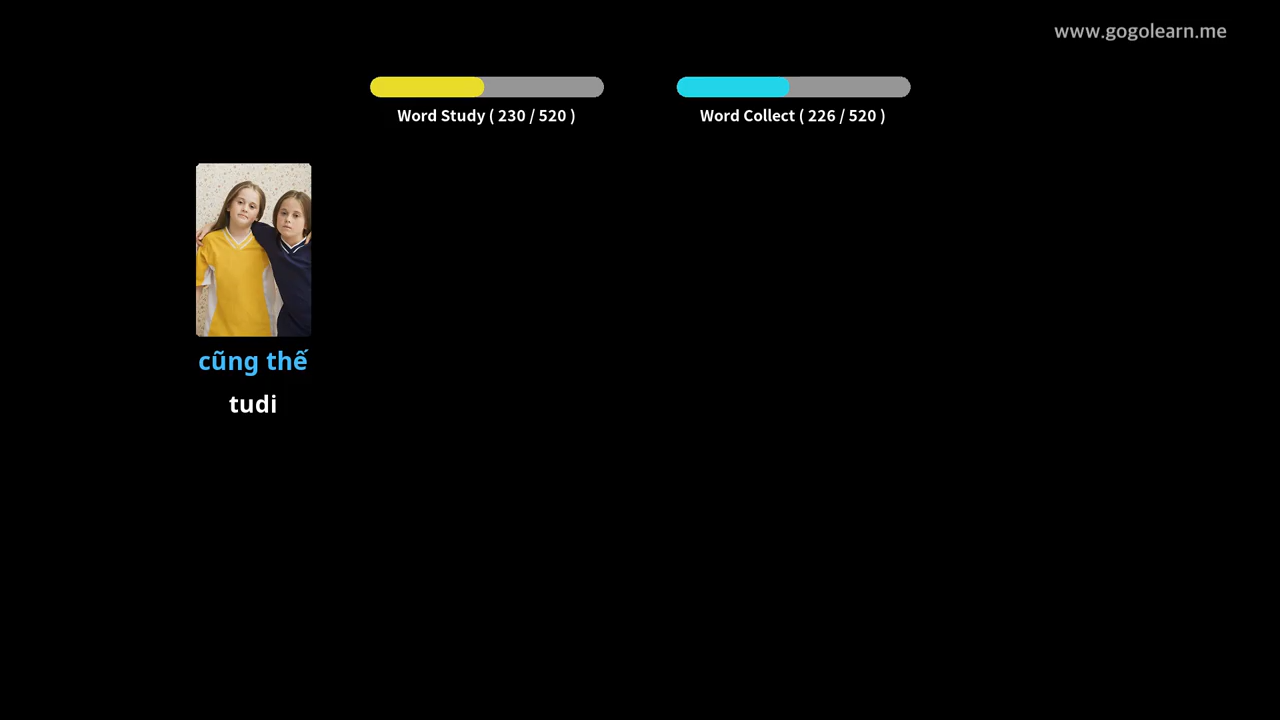 www.gogolearn.me
Word Study ( 230 / 520 )
Word Collect ( 226 / 520 )
cũng thế
tudi